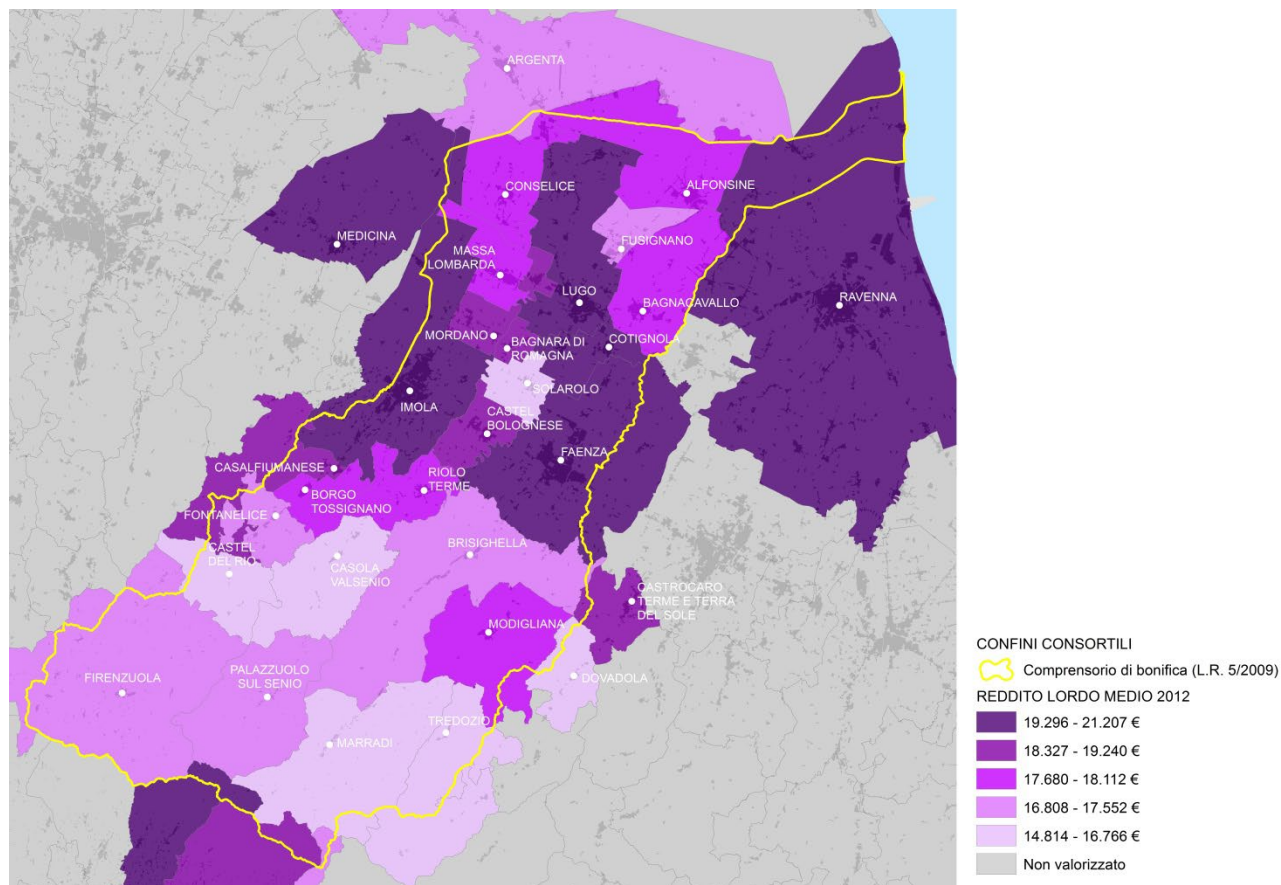 ARGENTA
CONSELICE
ALFONSINE
MEDICINA
FUSIGNANO
MASSA
LOMBARDA
LUGO
RAVENNA
BAGNACAVALLO
MORDANO
BAGNARA DI
ROMAGNA
COTIGNOLA
SOLAROLO
IMOLA
CASTEL
BOLOGNESE
FAENZA
CASALFIUMANESE
RIOLO
TERME
BORGO
TOSSIGNANO
FONTANELICE
CASTEL
DEL RIO
CASOLA
VALSENIO
BRISIGHELLA
CASTROCARO
TERME E TERRA
DEL SOLE
MODIGLIANA
FIRENZUOLA
PALAZZUOLO
SUL SENIO
DOVADOLA
TREDOZIO
MARRADI
CONFINI CONSORTILI
Comprensorio di bonifica (L.R. 5/2009)
REDDITO LORDO MEDIO 2012
19.296 - 21.207 €
18.327 - 19.240 €
17.680 - 18.112 €
16.808 - 17.552 €
14.814 - 16.766 €
Non valorizzato